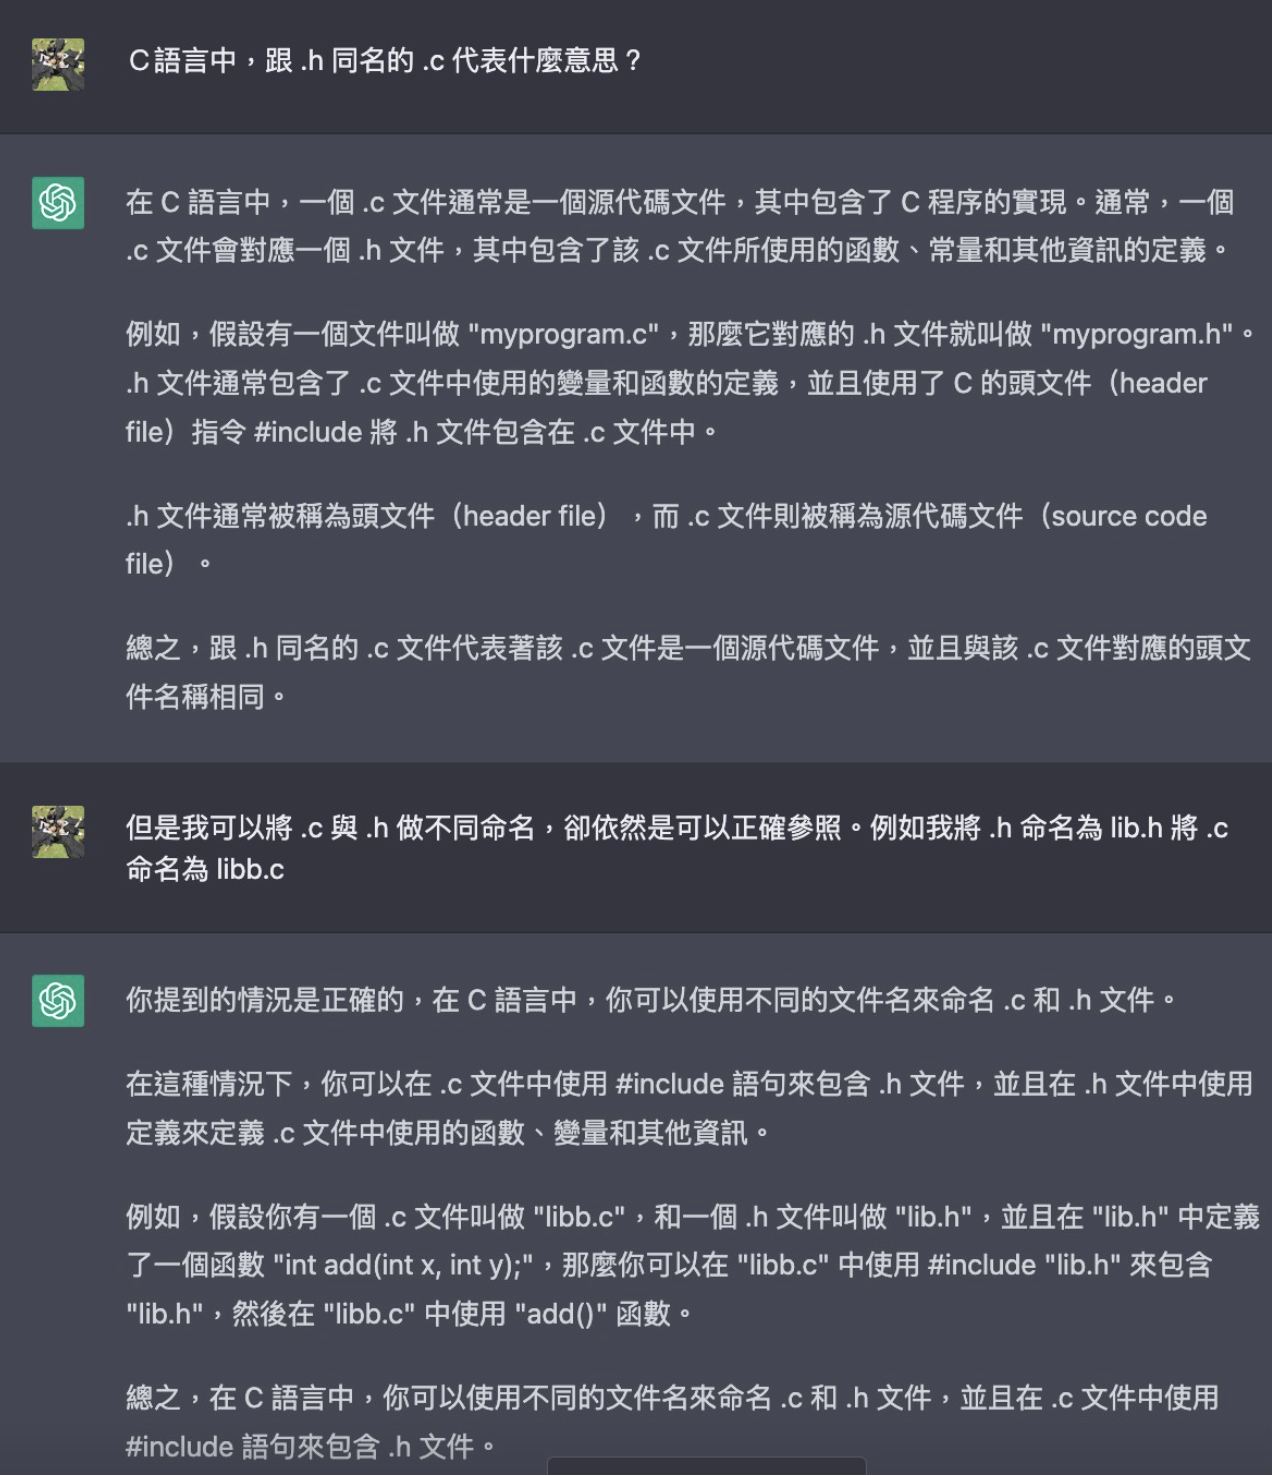 C語言中，跟 .h 同名的 .c 代表什麼意思？
在 C 語言中，一個 .c 文件通常是一個源代碼文件，其中包含了 C 程序的實現。通常，一個
.c 文件會對應一個 .h 文件，其中包含了該 .c 文件所使用的函數、常量和其他資訊的定義。
例如，假設有一個文件叫做 "myprogram.c"，那麼它對應的 .h 文件就叫做 "myprogram.h"。
.h 文件通常包含了 .c 文件中使用的變量和函數的定義，並且使用了 C 的頭文件（header
file）指令 #include 將 .h 文件包含在 .c 文件中。
.h 文件通常被稱為頭文件（header file），而 .c 文件則被稱為源代碼文件（source code
file）。
總之，跟 .h 同名的 .c 文件代表著該 .c 文件是一個源代碼文件，並且與該 .c 文件對應的頭文
件名稱相同。
但是我可以將 .c 與 .h 做不同命名，卻依然是可以正確參照。例如我將 .h 命名為 lib.h 將 .c
命名為 libb.c
你提到的情況是正確的，在 C 語言中，你可以使用不同的文件名來命名 .c 和 .h 文件。
在這種情況下，你可以在 .c 文件中使用 #include 語句來包含 .h 文件，並且在 .h 文件中使用
定義來定義 .c 文件中使用的函數、變量和其他資訊。
例如，假設你有一個 .c 文件叫做 "libb.c"，和一個 .h 文件叫做 "lib.h"，並且在 "lib.h" 中定義
了一個函數 "int add(int x, int y);"，那麼你可以在 "libb.c" 中使用 #include "lib.h" 來包含
"lib.h"，然後在 "libb.c" 中使用 "add()" 函數。
總之，在 C 語言中，你可以使用不同的文件名來命名 .c 和 .h 文件，並且在 .c 文件中使用
#include 語句來包含 .h 文件。